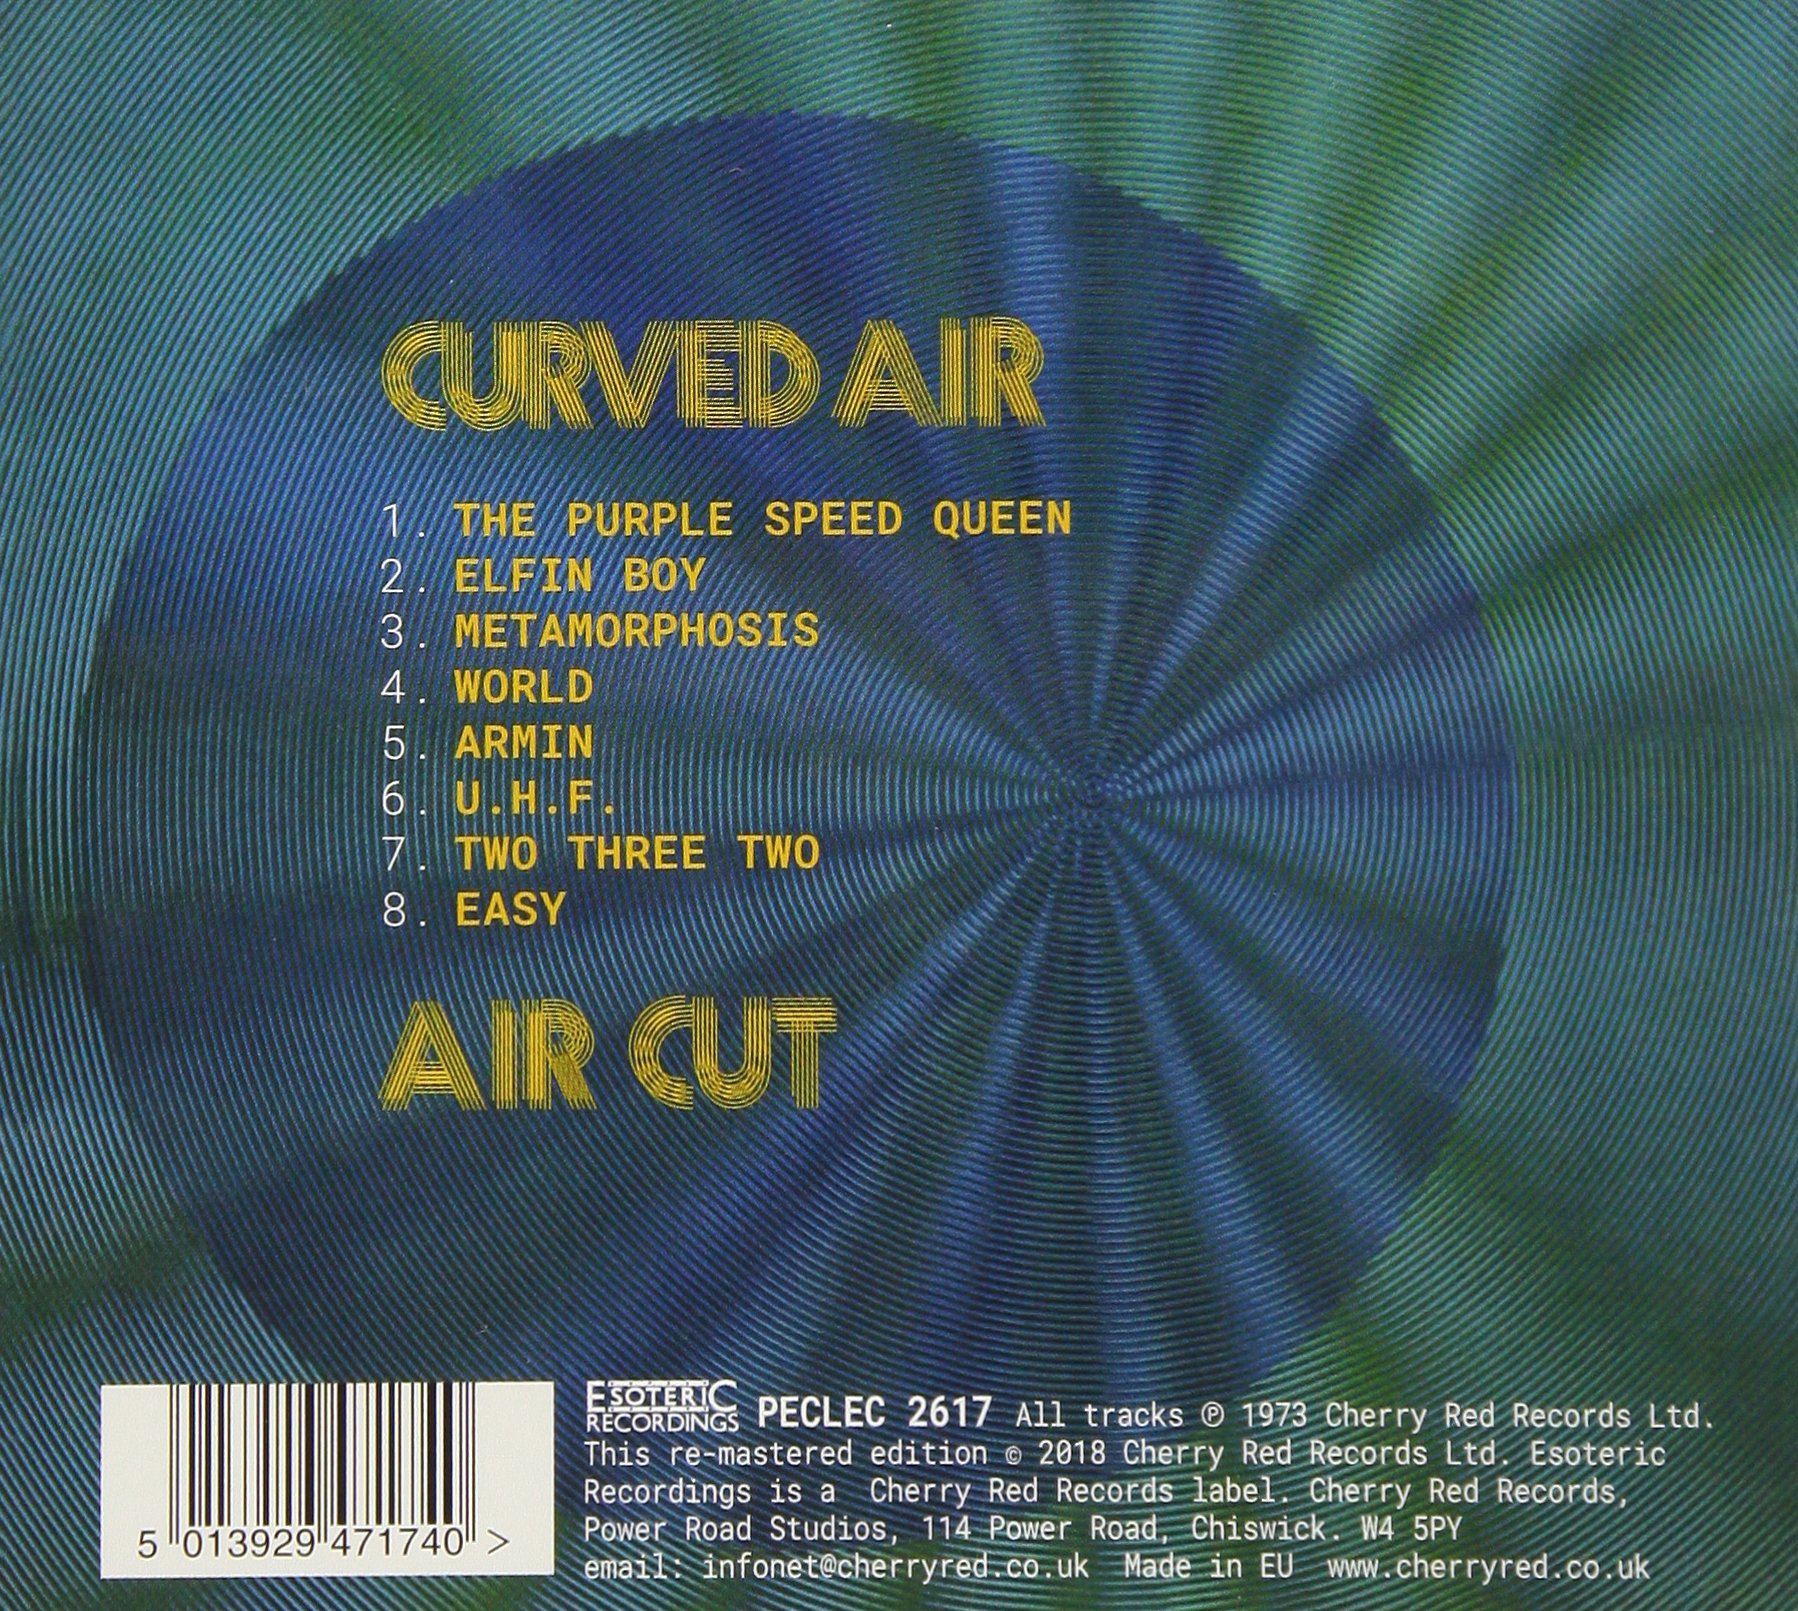 CURVED AIR
1. THE PURPLE SPEED QUEEN
2. ELFIN BOY
3. METAMORPHOSIS
4. WORLD
5. ARMIN
6. U.H.F.
7. TWO THREE TWO
8. EASY
AIR CUT
5 013929 471740 >
ESOTERIC
RECORDINGS PECLEC 2617 All tracks ℗ 1973 Cherry Red Records Ltd.
This re-mastered edition © 2018 Cherry Red Records Ltd. Esoteric
Recordings is a Cherry Red Records label. Cherry Red Records,
Power Road Studios, 114 Power Road, Chiswick. W4 5PY
email: infonet@cherryred.co.uk Made in EU www.cherryred.co.uk